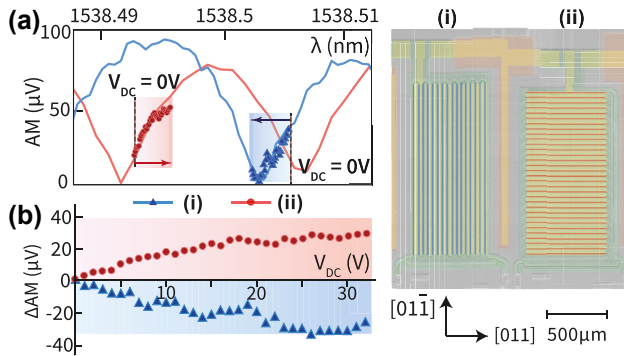 (a)
1538.49 1538.5 1538.51
λ (nm)
100
50
0
AM (μV)
V_DC = 0V
V_DC = 0V
(i) (ii)
(b)
40
20
0
-20
-40
ΔAM (μV)
V_DC (V)
10 20 30
(i) (ii)
[011̅]
[011]
500μm